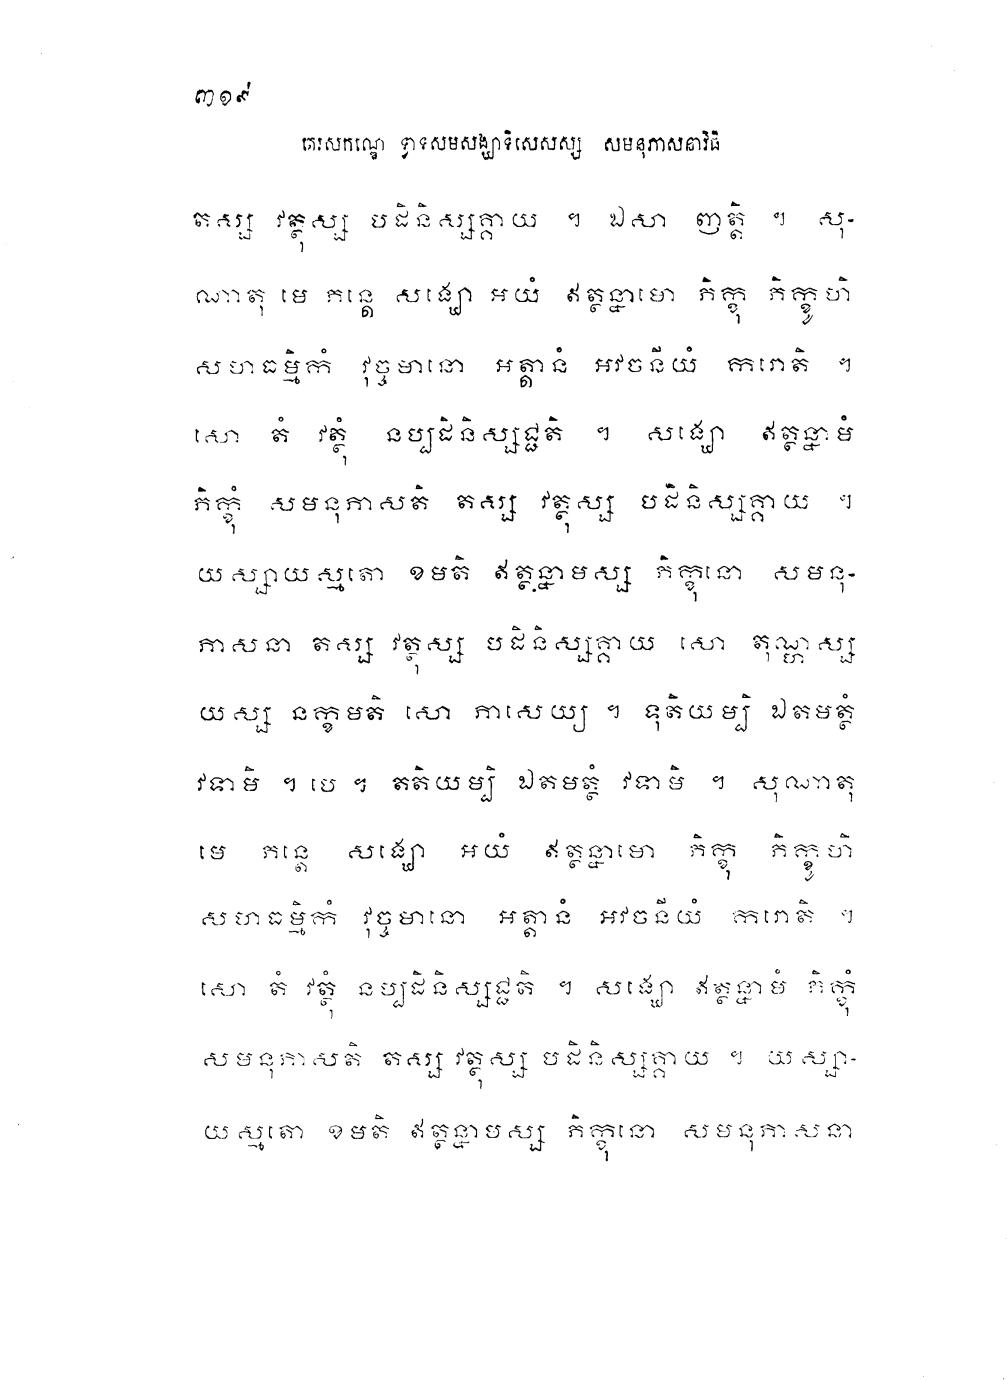 ៣១៩
តេរសកណ្ឌេ ទ្វាទសមសង្ឃាទិសេសស្ស សមនុភាសនាវិធិ
តស្ស វត្ថុស្ស បដិនិស្សគ្គាយ ។ ឯសា ញត្តិ ។ សុ-
ណាតុ មេ ភន្តេ សង្ឃោ អយំ ឥត្ថន្នាមោ ភិក្ខុ ភិក្ខូហិ
សហធម្មិកំ វុច្ចមានោ អត្តានំ អវចនីយំ ករោតិ ។
សោ តំ វត្ថុំ នប្បដិនិស្សជ្ជតិ ។ សង្ឃោ ឥត្ថន្នាមំ
ភិក្ខុំ សមនុភាសតិ តស្ស វត្ថុស្ស បដិនិស្សគ្គាយ ។
យស្សាយស្មតោ ខមតិ ឥត្ថន្នាមស្ស ភិក្ខុនោ សមនុ-
ភាសនា តស្ស វត្ថុស្ស បដិនិស្សគ្គាយ សោ តុណ្ហស្ស
យស្ស នក្ខមតិ សោ ភាសេយ្យ ។ ទុតិយម្បិ ឯតមត្ថំ
វទាមិ ។ បេ ។ តតិយម្បិ ឯតមត្ថំ វទាមិ ។ សុណាតុ
មេ ភន្តេ សង្ឃោ អយំ ឥត្ថន្នាមោ ភិក្ខុ ភិក្ខូហិ
សហធម្មិកំ វុច្ចមានោ អត្តានំ អវចនីយំ ករោតិ ។
សោ តំ វត្ថុំ នប្បដិនិស្សជ្ជតិ ។ សង្ឃោ ឥត្ថន្នាមំ ភិក្ខុំ
សមនុភាសតិ តស្ស វត្ថុស្ស បដិនិស្សគ្គាយ ។ យស្សា-
យស្មតោ ខមតិ ឥត្ថន្នាមស្ស ភិក្ខុនោ សមនុភាសនា